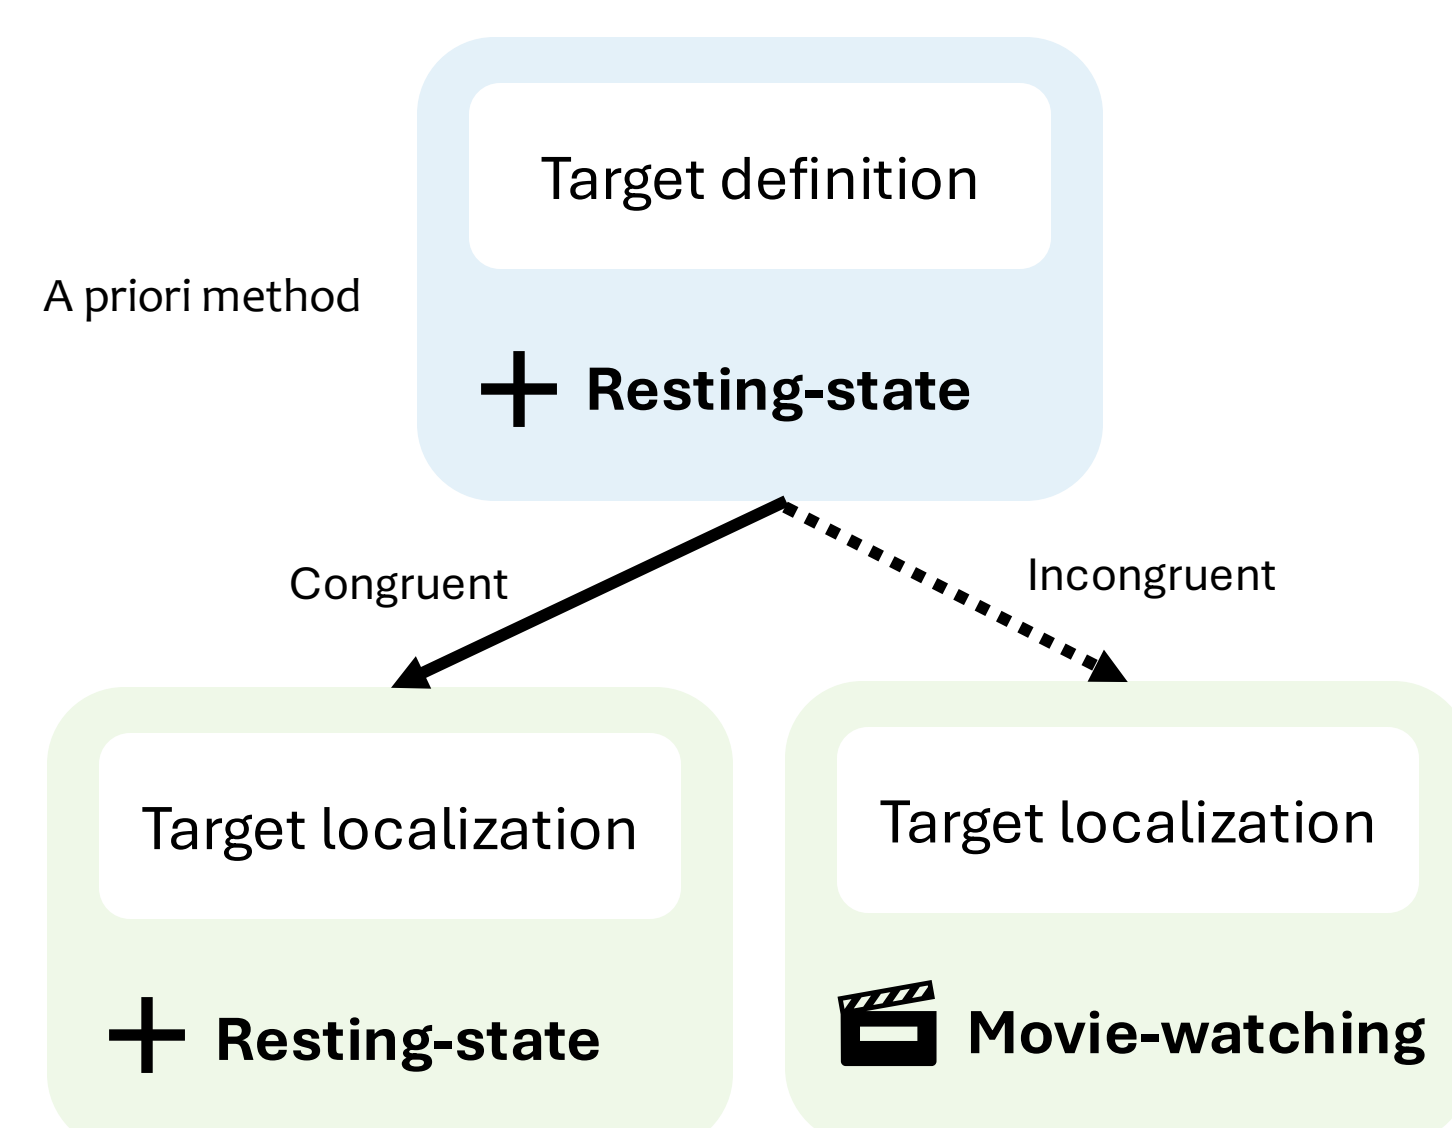 Target definition
A priori method
Resting-state
Congruent
Incongruent
Target localization
Target localization
Resting-state
Movie-watching